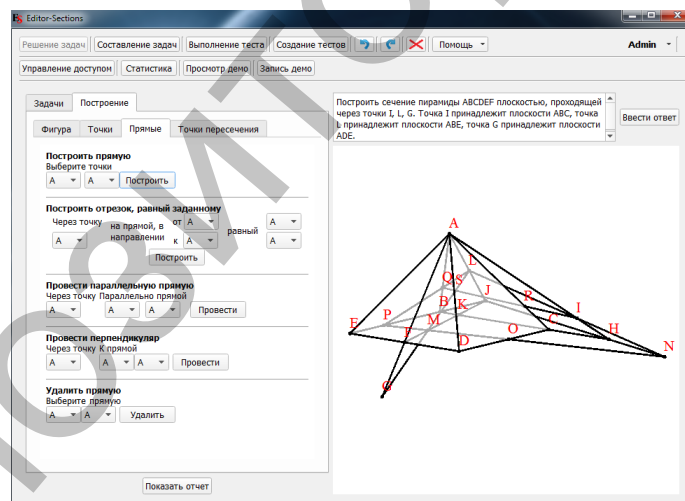 Editor-Sections
Решение задач Составление задач Выполнение теста Создание тестов Помощь Admin
Управление доступом Статистика Просмотр демо Запись демо
Задачи Построение
Фигура Точки Прямые Точки пересечения
Построить прямую
Выберите точки
A A Построить
Построить отрезок, равный заданному
Через точку на прямой, в направлении от A равный A
A к A A
Построить
Провести параллельную прямую
Через точку Параллельно прямой
A A A Провести
Провести перпендикуляр
Через точку К прямой
A A A Провести
Удалить прямую
Выберите прямую
A A Удалить
Показать отчет
Построить сечение пирамиды ABCDEF плоскостью, проходящей
через точки I, L, G. Точка I принадлежит плоскости ABC, точка
L принадлежит плоскости ABE, точка G принадлежит плоскости
ADE.
Ввести ответ
A
L
Q S
J
R
P B K I
E M C
F D O H
N
G